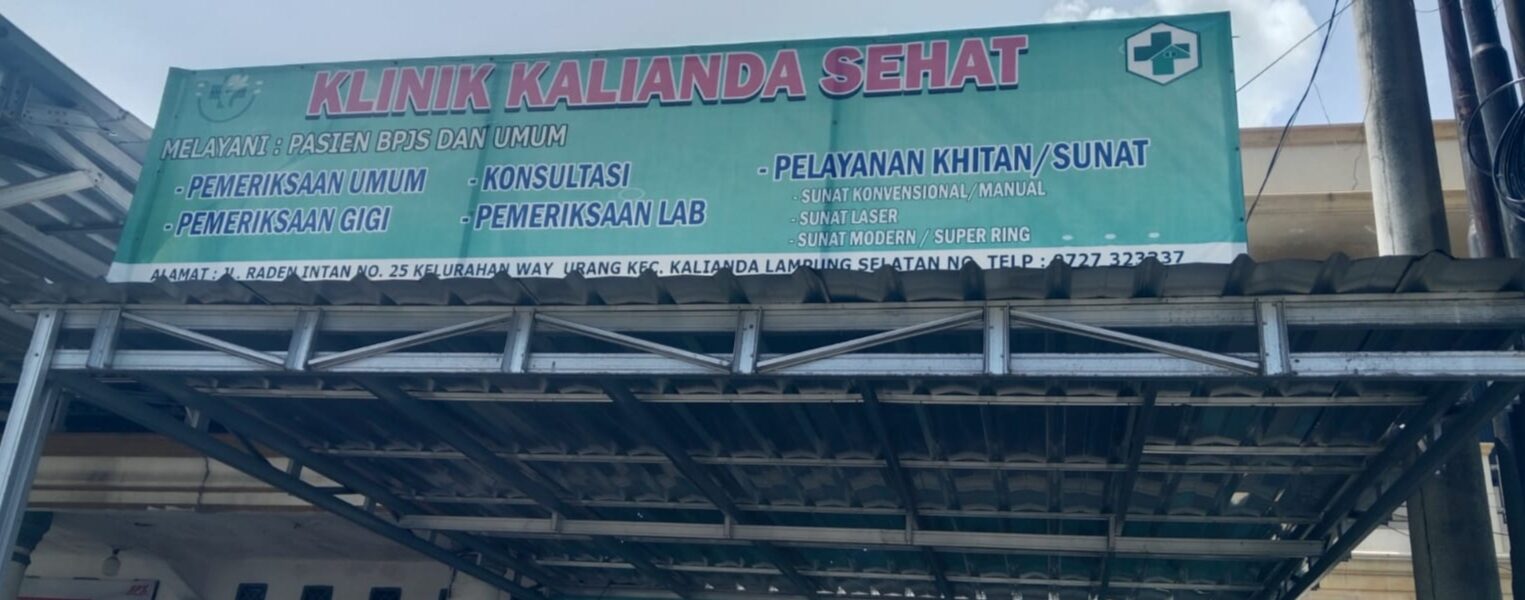 KLINIK KALIANDA SEHAT
MELAYANI : PASIEN BPJS DAN UMUM
- PEMERIKSAAN UMUM
- PEMERIKSAAN GIGI
- KONSULTASI
- PEMERIKSAAN LAB
- PELAYANAN KHITAN/SUNAT
- SUNAT KONVENSIONAL/MANUAL
- SUNAT LASER
- SUNAT MODERN / SUPER RING
ALAMAT : JL. RADEN INTAN NO. 25 KELURAHAN WAY URANG KEC. KALIANDA LAMPUNG SELATAN NO. TELP : 0727 323337